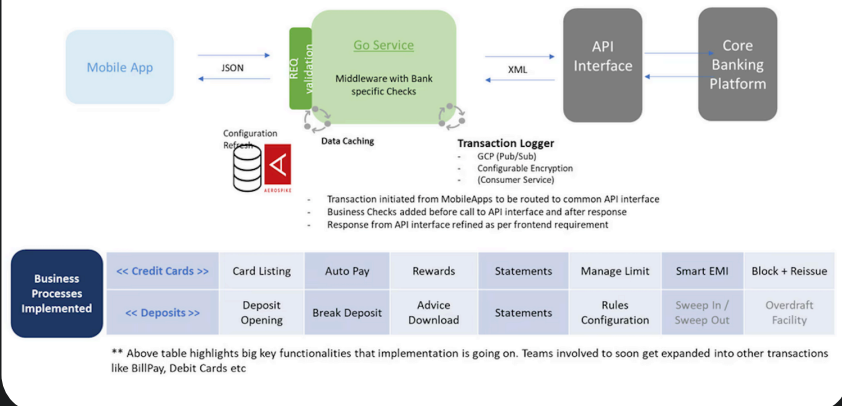 Mobile App
JSON
REQ validation
Go Service
Middleware with Bank
specific Checks
XML
API
Interface
Core
Banking
Platform
Configuration
Refresh
AEROSPIKE
Data Caching
Transaction Logger
- GCP (Pub/Sub)
- Configurable Encryption
- (Consumer Service)
- Transaction initiated from MobileApps to be routed to common API interface
- Business Checks added before call to API interface and after response
- Response from API interface refined as per frontend requirement
Business
Processes
Implemented
<< Credit Cards >> Card Listing Auto Pay Rewards Statements Manage Limit Smart EMI Block + Reissue
<< Deposits >> Deposit Opening Break Deposit Advice Download Statements Rules Configuration Sweep In / Sweep Out Overdraft Facility
** Above table highlights big key functionalities that implementation is going on. Teams involved to soon get expanded into other transactions
like BillPay, Debit Cards etc